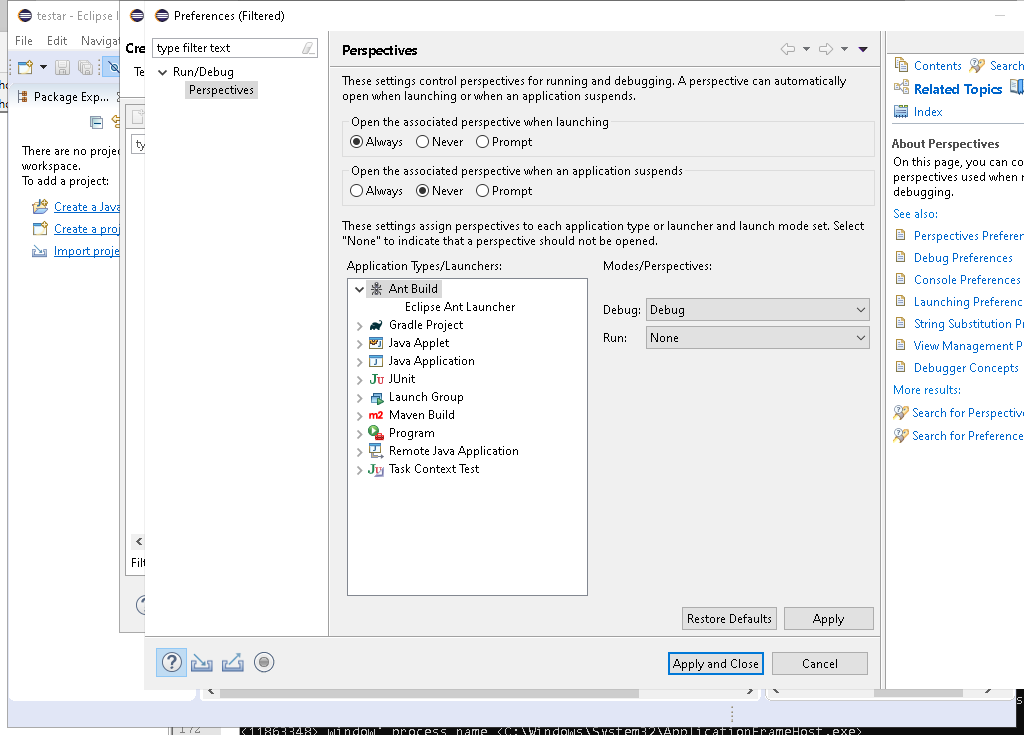 testar - Eclipse I
File Edit Navigat
Package Exp...
There are no projec
workspace.
To add a project:
Create a Java
Create a proj
Import proje
Cre
Te
ty
Filt
Preferences (Filtered)
type filter text
Run/Debug
Perspectives
Perspectives
These settings control perspectives for running and debugging. A perspective can automatically
open when launching or when an application suspends.
Open the associated perspective when launching
Always Never Prompt
Open the associated perspective when an application suspends
Always Never Prompt
These settings assign perspectives to each application type or launcher and launch mode set. Select
"None" to indicate that a perspective should not be opened.
Application Types/Launchers:
Ant Build
Eclipse Ant Launcher
Gradle Project
Java Applet
Java Application
JUnit
Launch Group
Maven Build
Program
Remote Java Application
Task Context Test
Modes/Perspectives:
Debug: Debug
Run: None
Restore Defaults Apply
Apply and Close Cancel
Contents Search
Related Topics
Index
About Perspectives
On this page, you can co
perspectives used when r
debugging.
See also:
Perspectives Preferen
Debug Preferences
Console Preferences
Launching Preferenc
String Substitution Pr
View Management P
Debugger Concepts
More results:
Search for Perspective
Search for Preference
172
<11863348> window' process name <C:\Windows\System32\ApplicationFrameHost.exe>